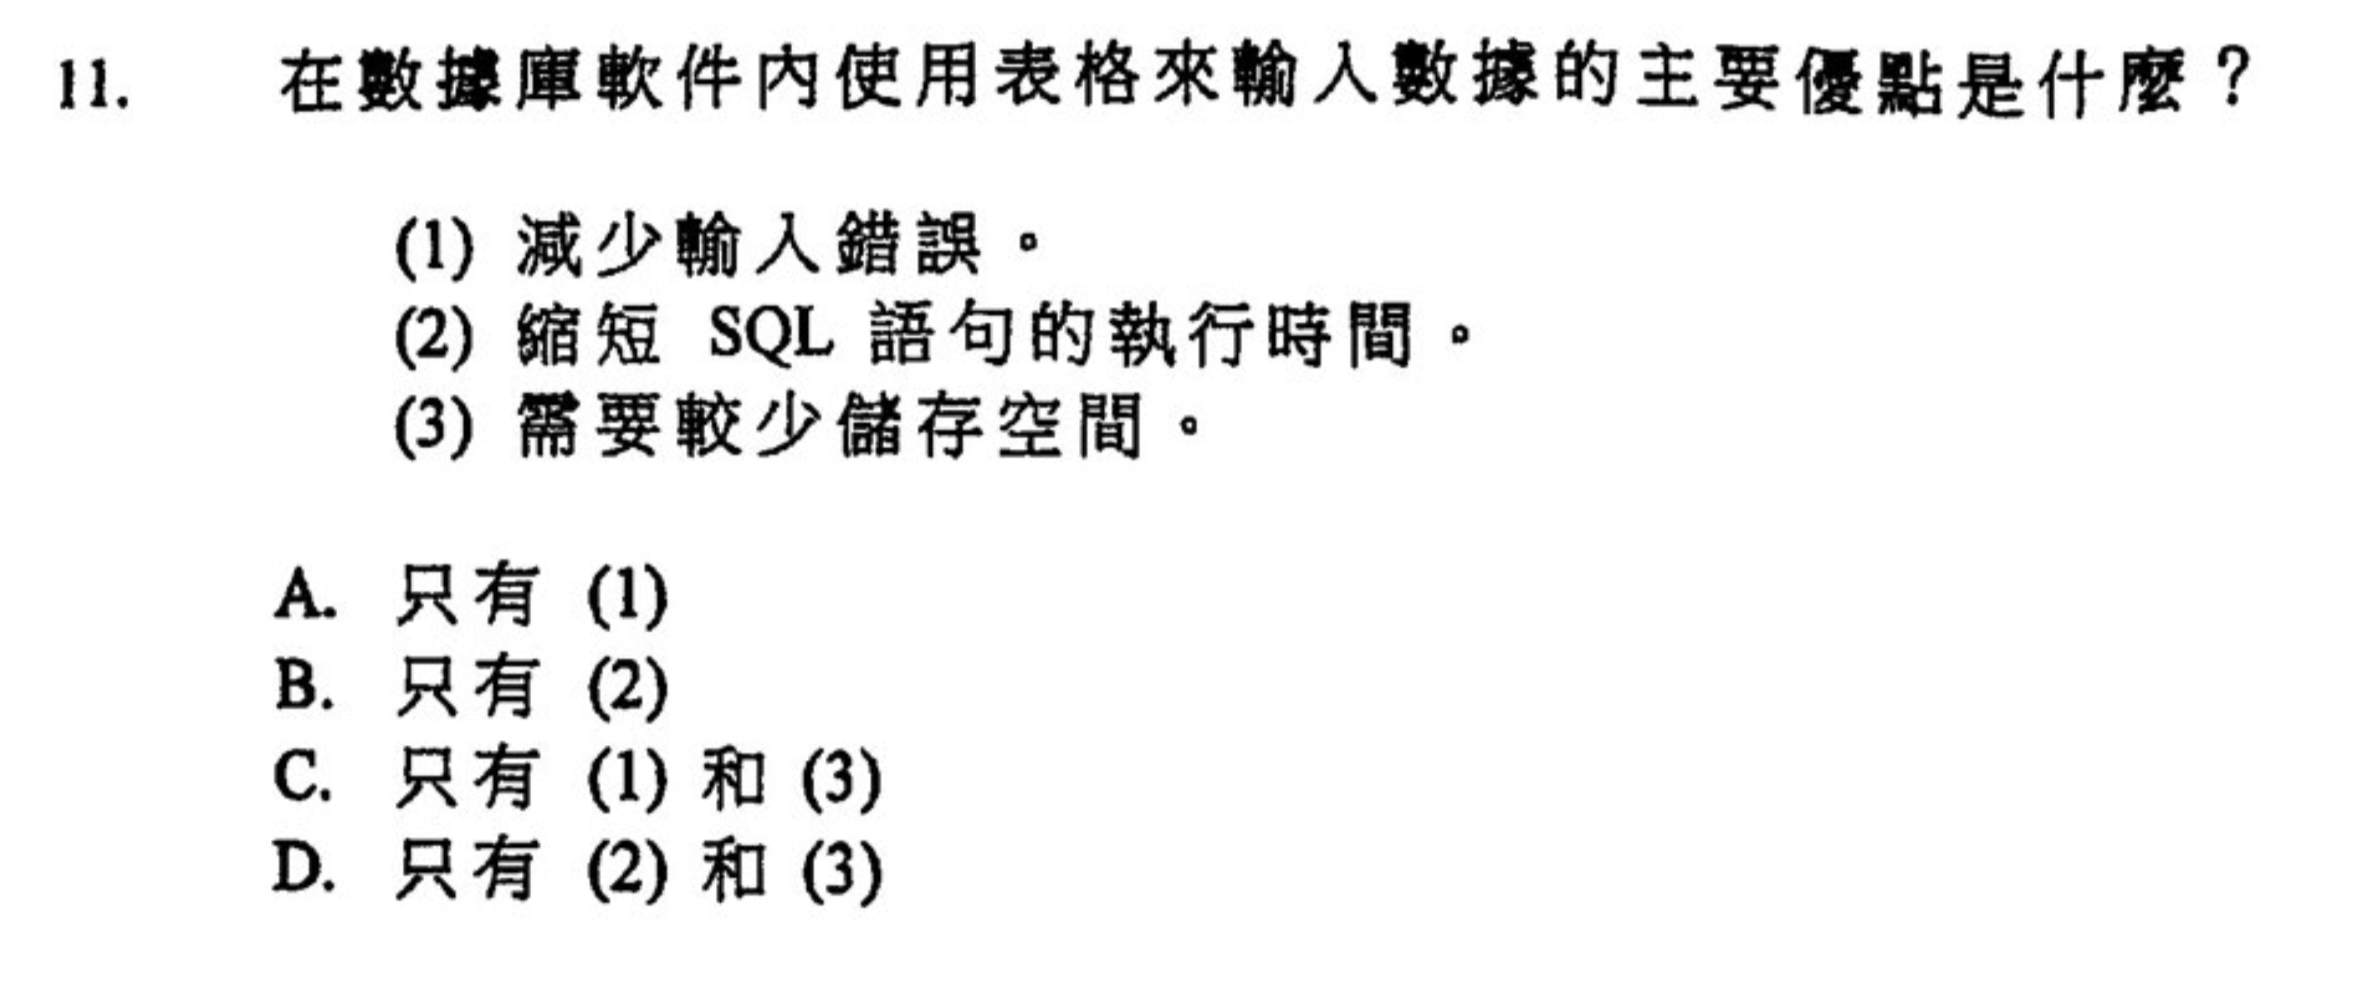 11. 在數據庫軟件內使用表格來輸入數據的主要優點是什麼？
(1) 減少輸入錯誤。
(2) 縮短 SQL 語句的執行時間。
(3) 需要較少儲存空間。
A. 只有 (1)
B. 只有 (2)
C. 只有 (1) 和 (3)
D. 只有 (2) 和 (3)